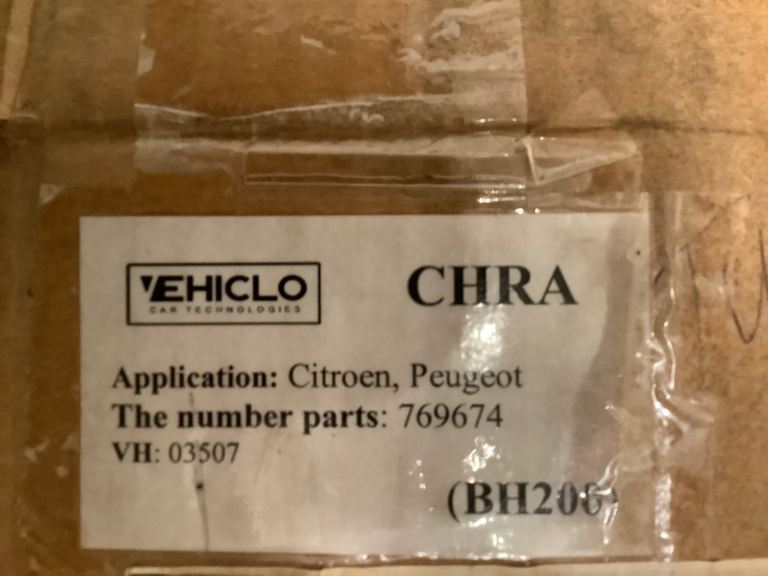 VEHICLO
CAR TECHNOLOGIES
CHRA
Application: Citroen, Peugeot
The number parts: 769674
VH: 03507